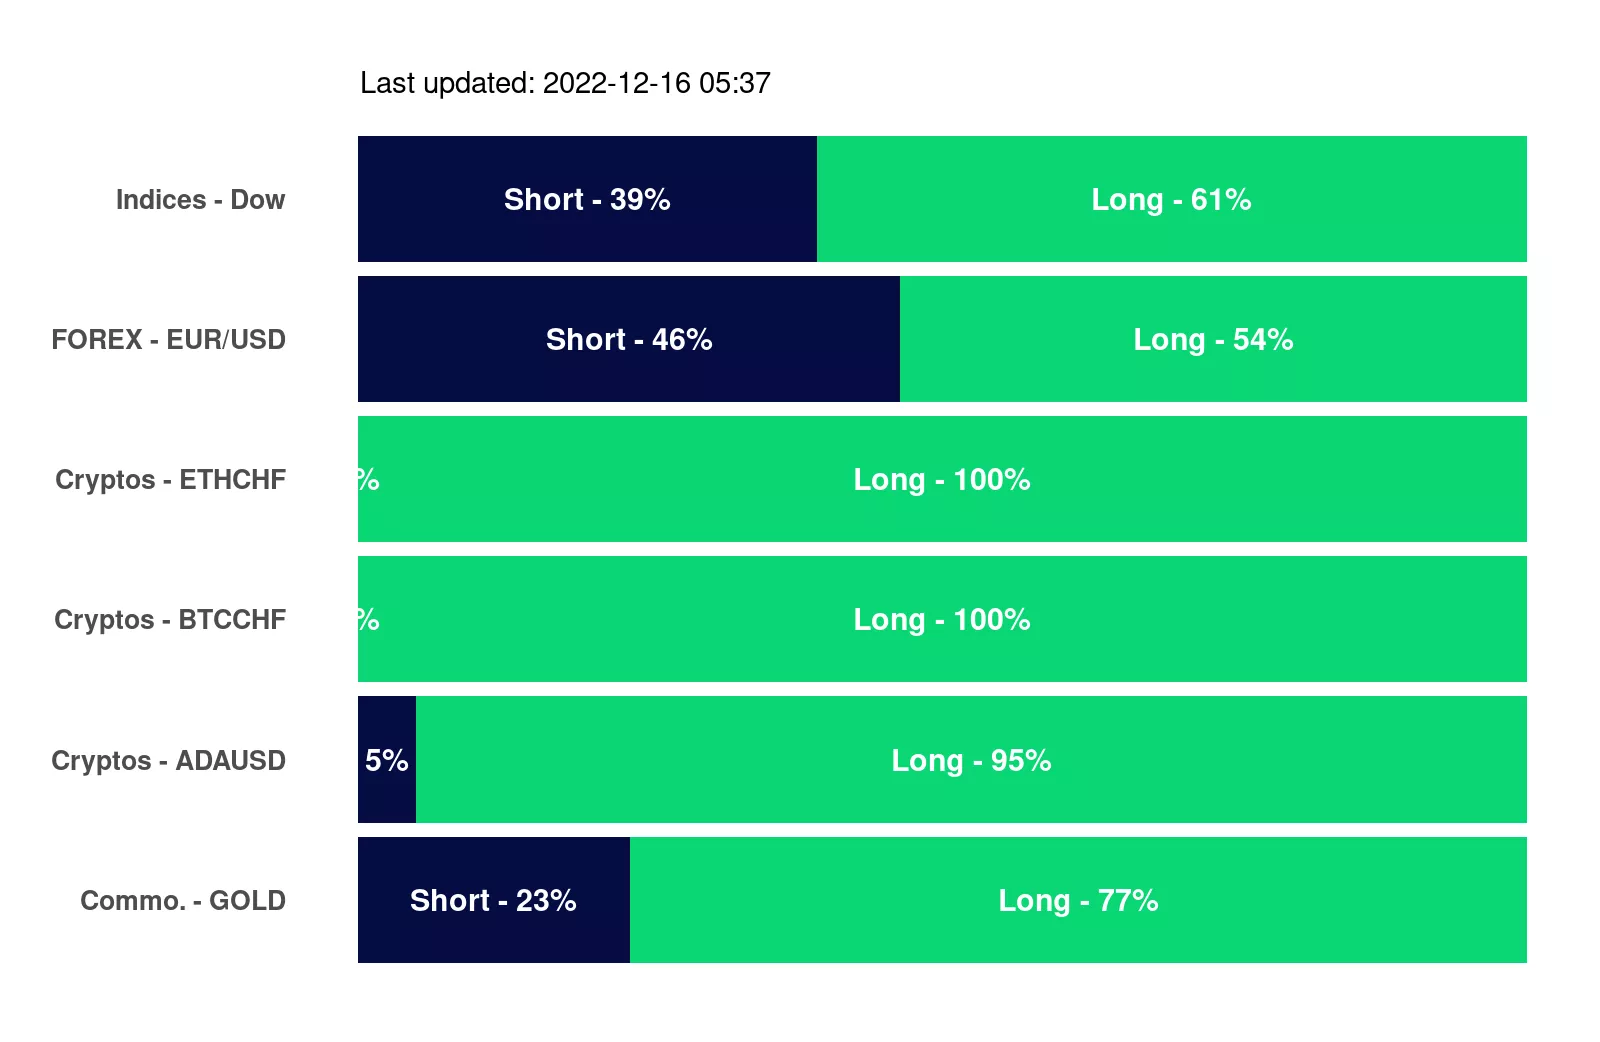 Last updated: 2022-12-16 05:37
Indices - Dow Short - 39% Long - 61%
FOREX - EUR/USD Short - 46% Long - 54%
Cryptos - ETHCHF % Long - 100%
Cryptos - BTCCHF % Long - 100%
Cryptos - ADAUSD 5% Long - 95%
Commo. - GOLD Short - 23% Long - 77%